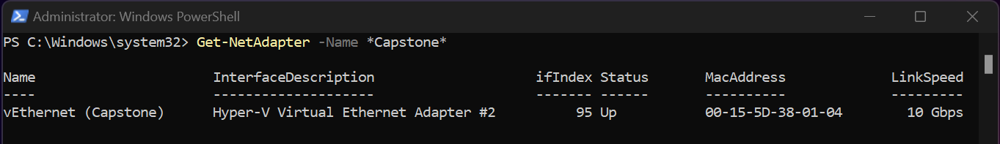 Administrator: Windows PowerShell
PS C:\Windows\system32> Get-NetAdapter -Name *Capstone*
Name InterfaceDescription ifIndex Status MacAddress LinkSpeed
---- -------------------- ------- ------ ---------- ---------
vEthernet (Capstone) Hyper-V Virtual Ethernet Adapter #2 95 Up 00-15-5D-38-01-04 10 Gbps